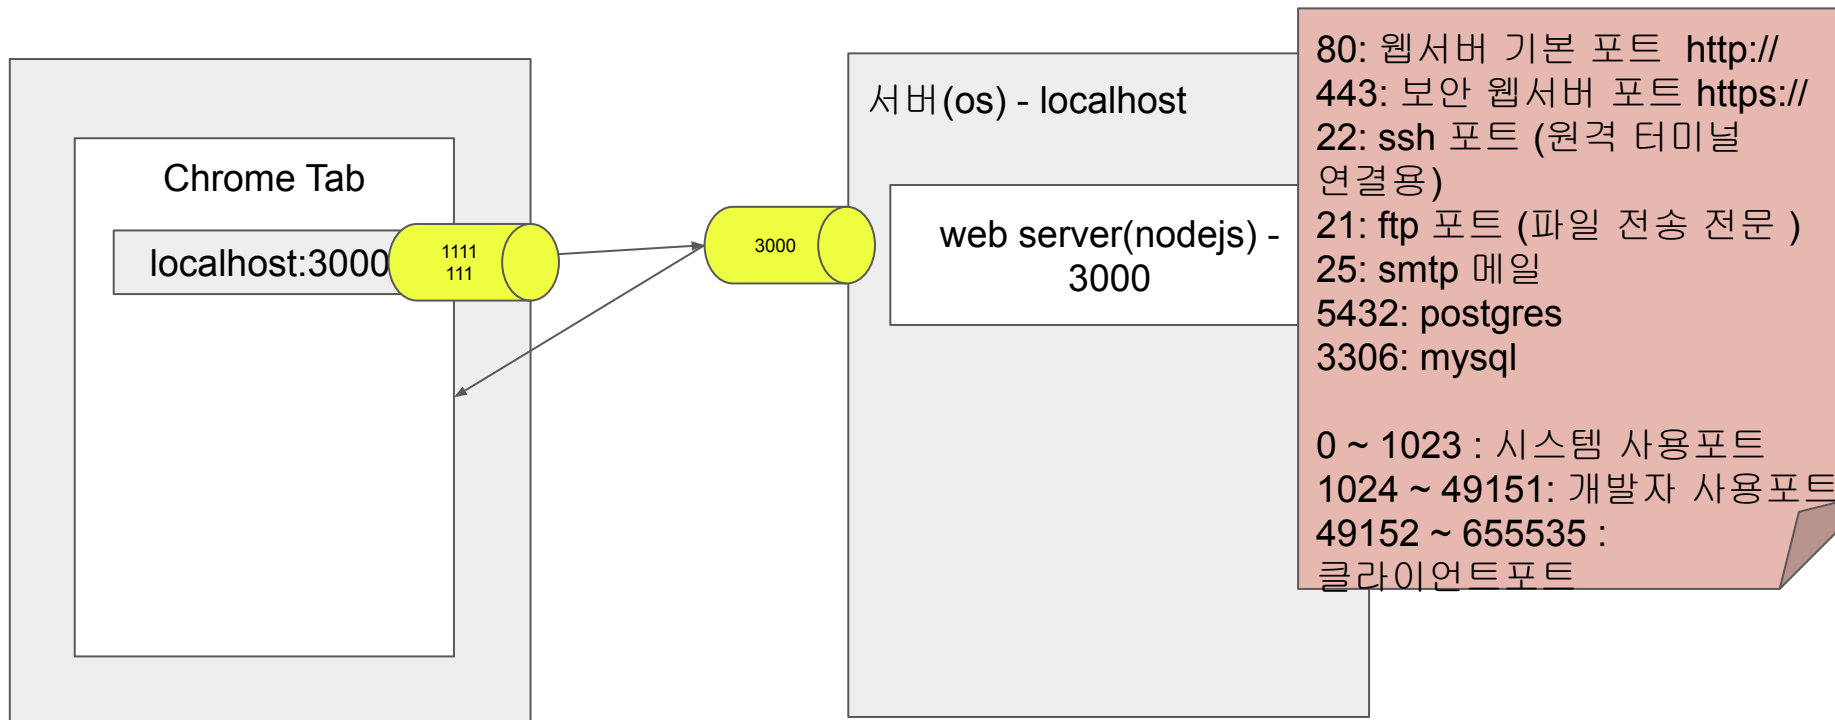 Chrome Tab
localhost:3000
1111
111
3000
서버(os) - localhost
web server(nodejs) -
3000
80: 웹서버 기본 포트 http://
443: 보안 웹서버 포트 https://
22: ssh 포트 (원격 터미널
연결용)
21: ftp 포트 (파일 전송 전문 )
25: smtp 메일
5432: postgres
3306: mysql
0 ~ 1023 : 시스템 사용포트
1024 ~ 49151: 개발자 사용포트
49152 ~ 655535 :
클라이언트포트